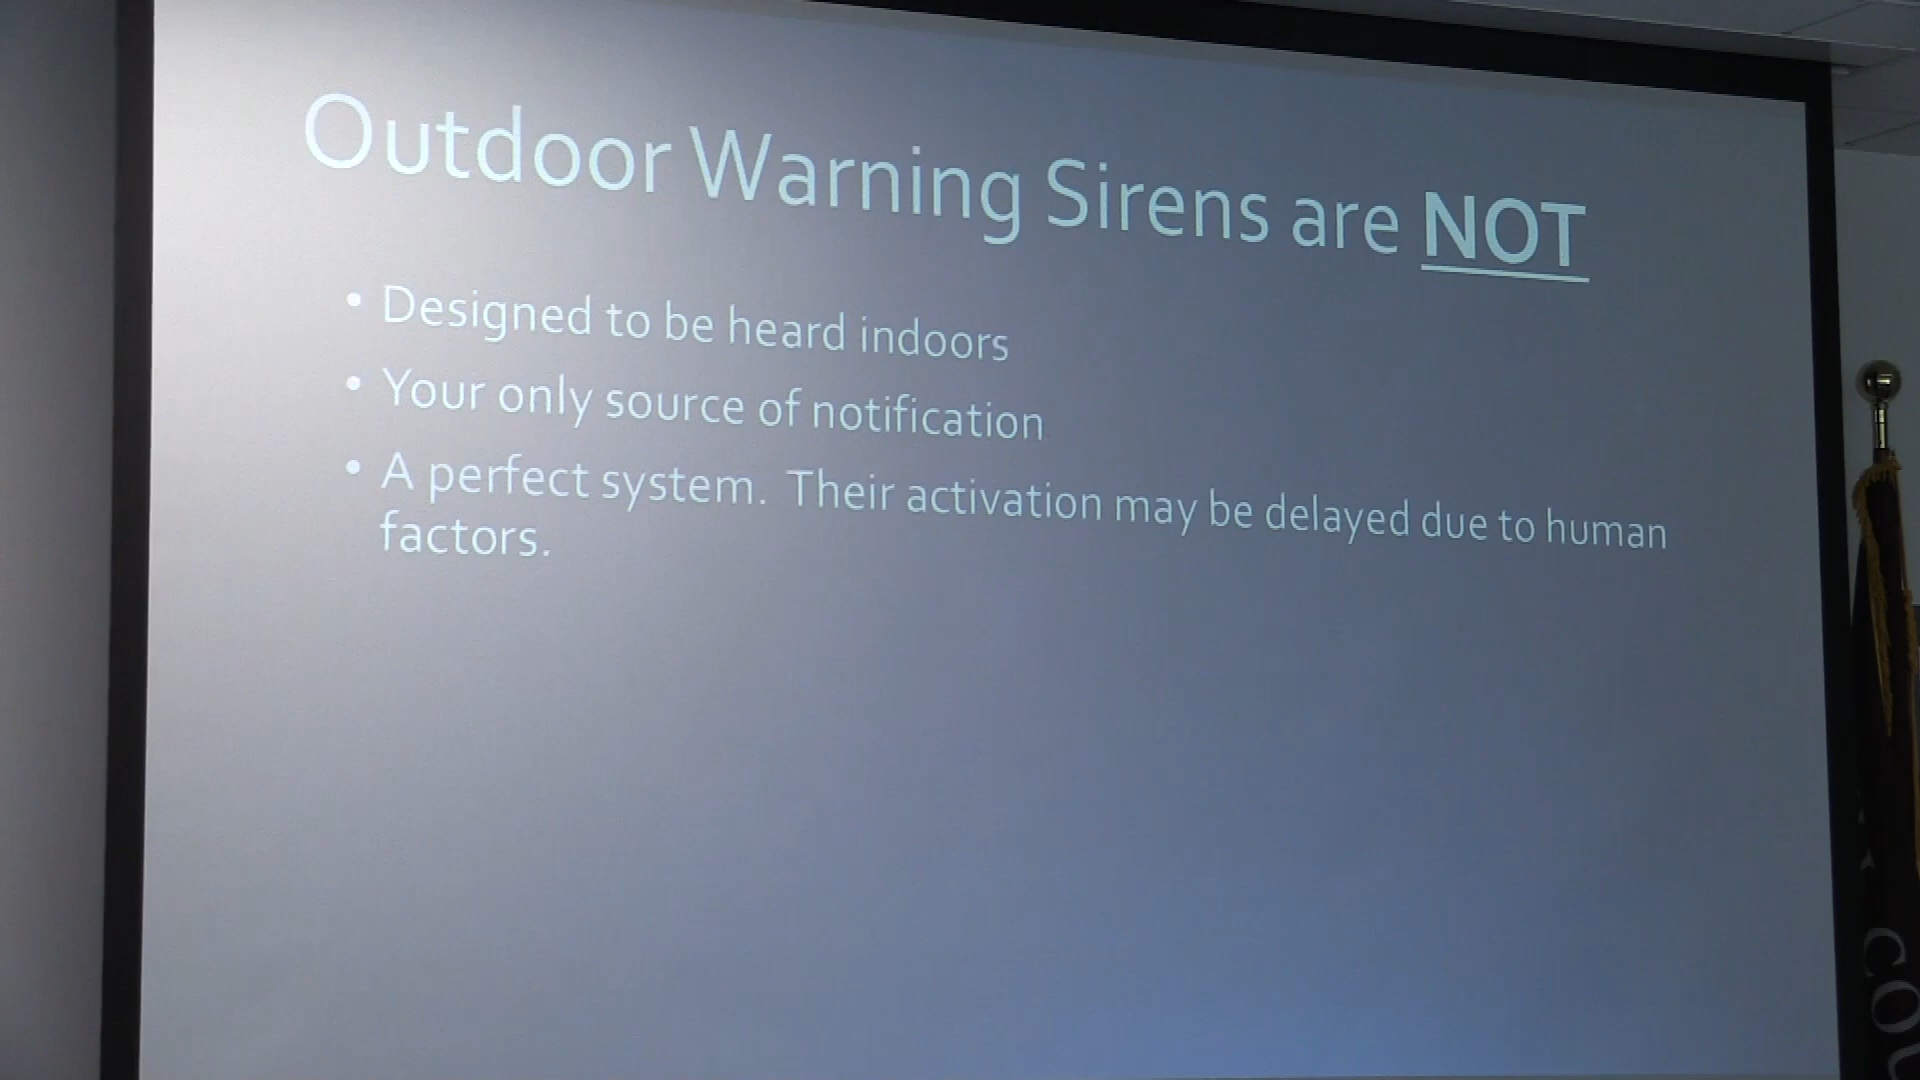 Outdoor Warning Sirens are NOT
• Designed to be heard indoors
• Your only source of notification
• A perfect system. Their activation may be delayed due to human
factors.
COU